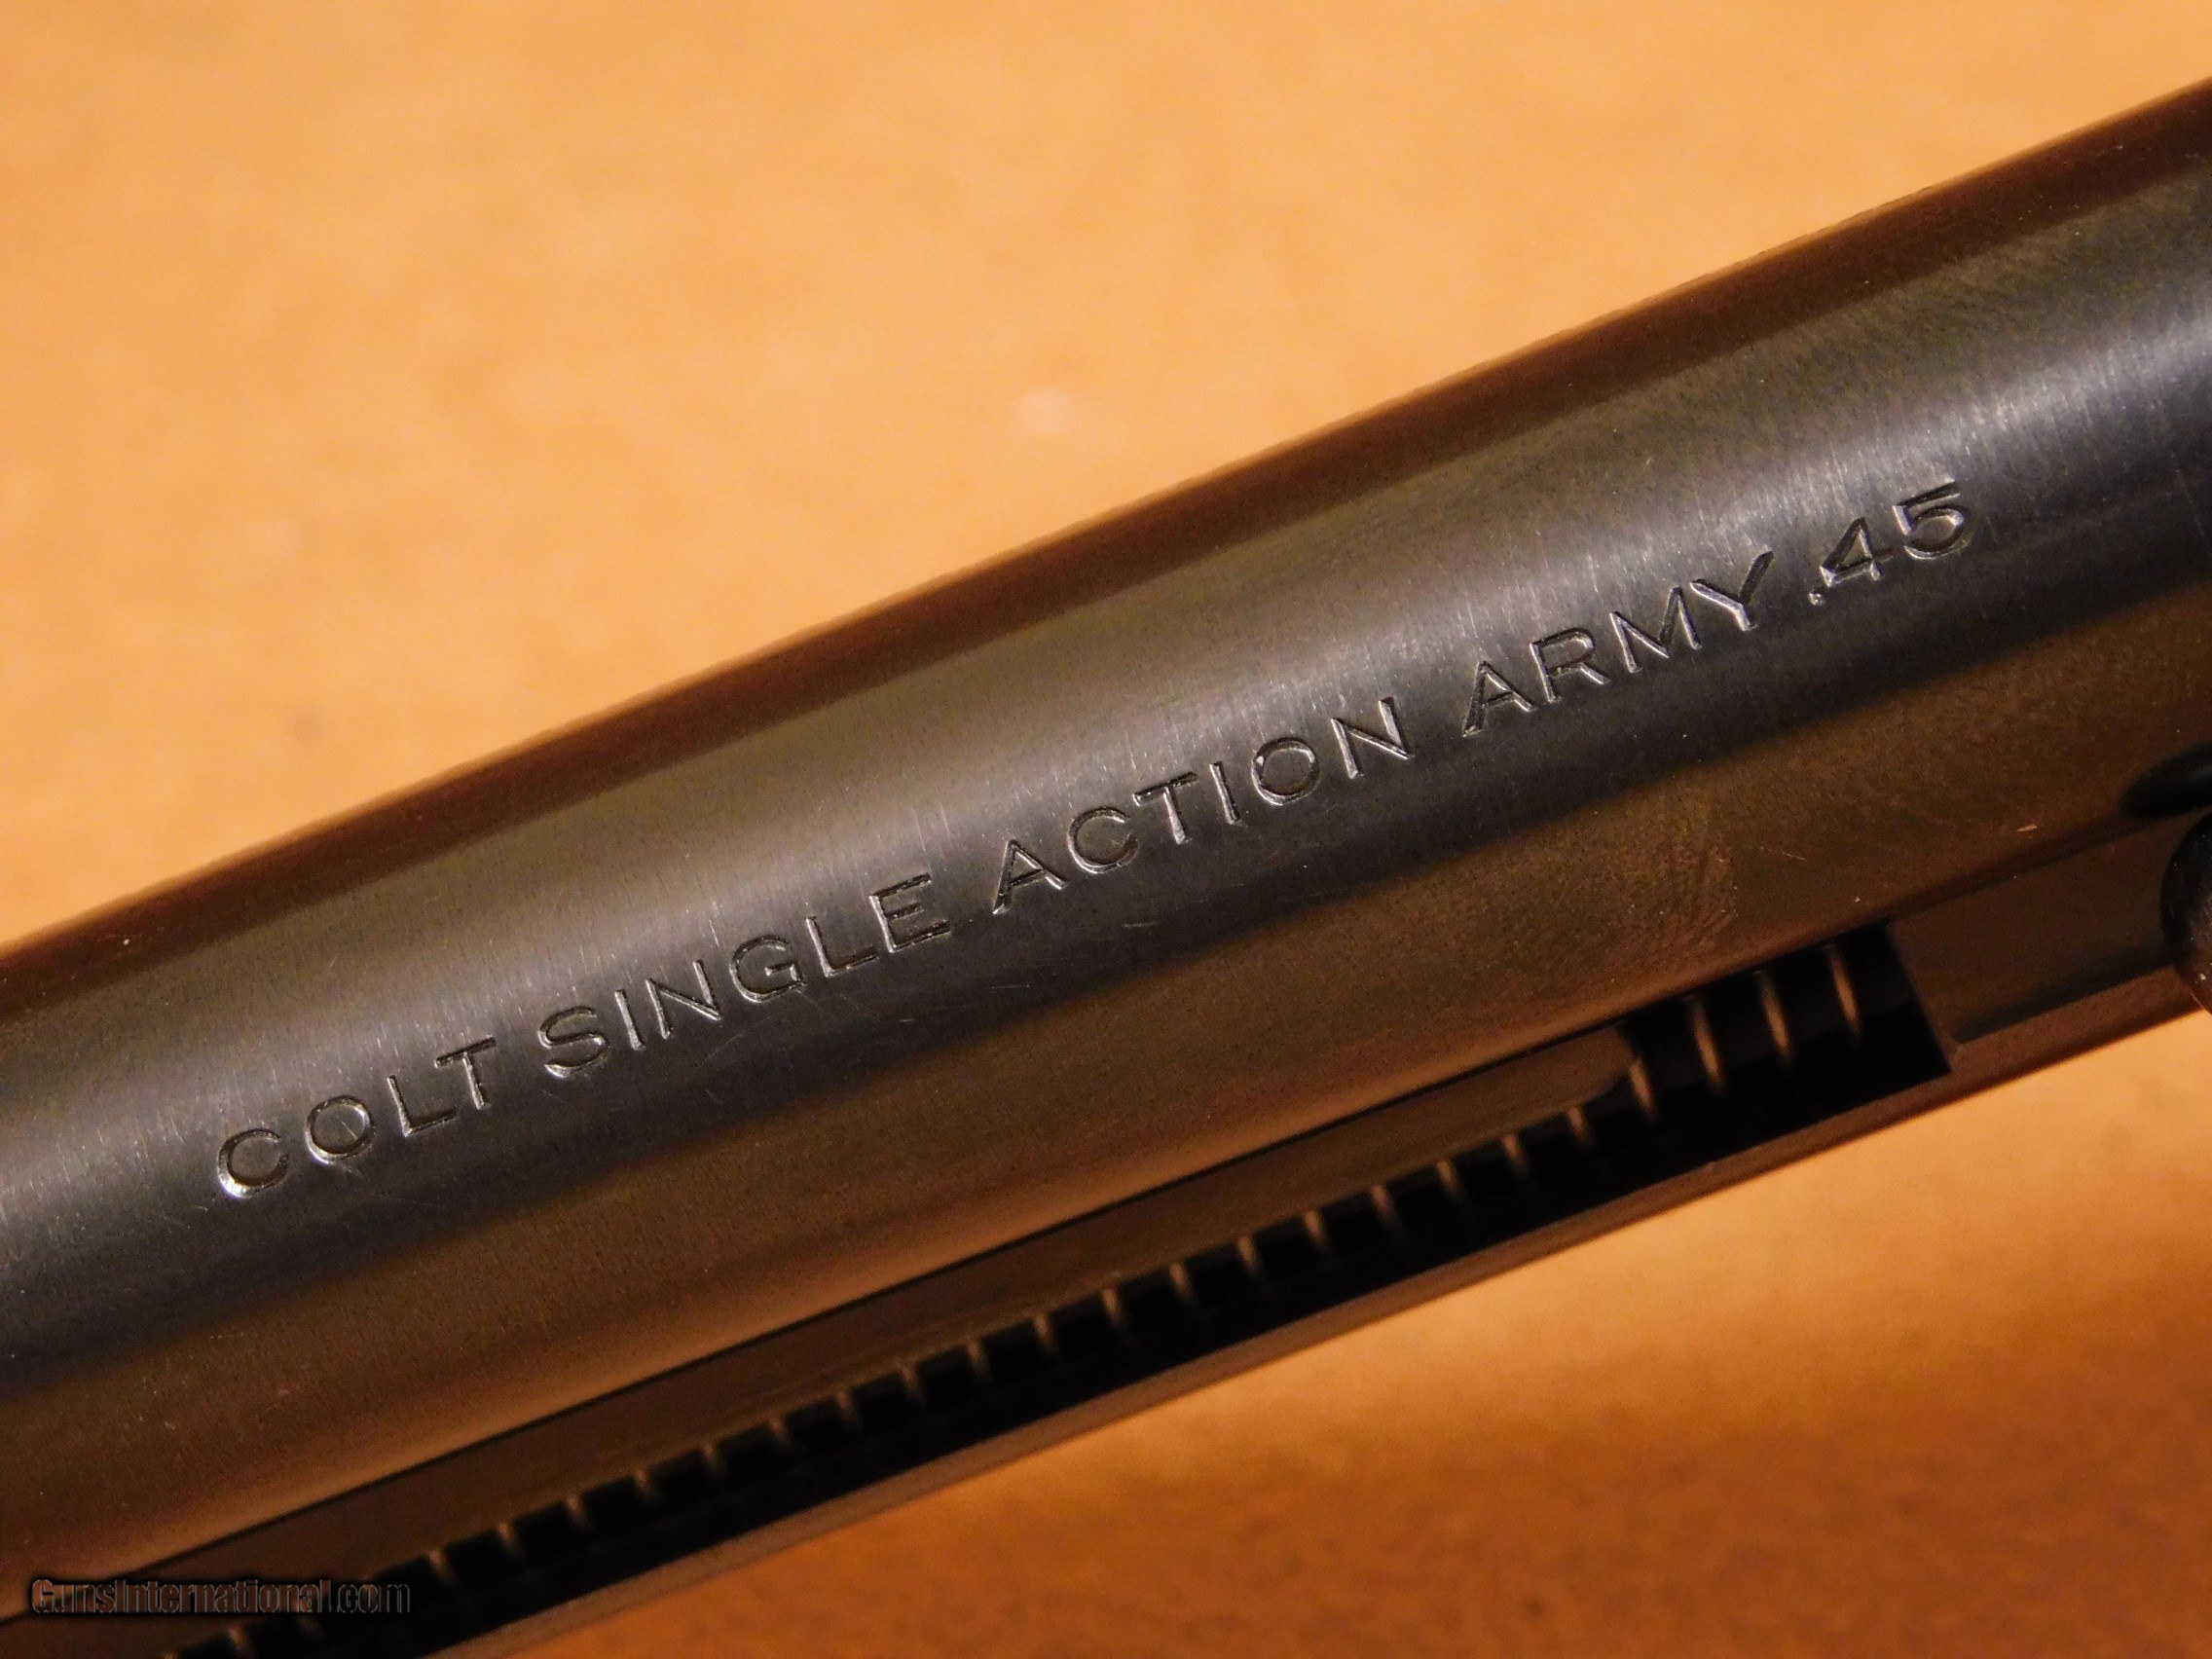 COLT SINGLE ACTION ARMY .45
GunsInternational.com